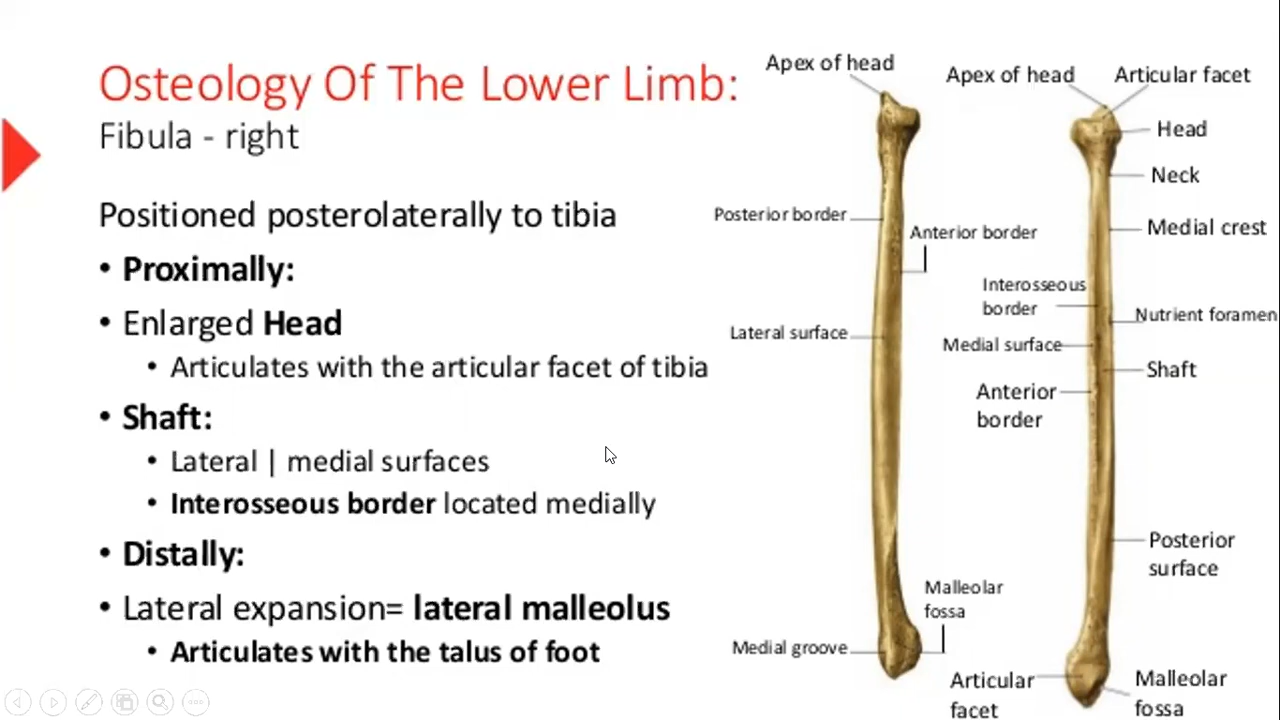 Osteology Of The Lower Limb:
Fibula - right
Positioned posterolaterally to tibia
• Proximally:
• Enlarged Head
• Articulates with the articular facet of tibia
• Shaft:
• Lateral | medial surfaces
• Interosseous border located medially
• Distally:
• Lateral expansion= lateral malleolus
• Articulates with the talus of foot
Apex of head
Posterior border
Anterior border
Lateral surface
Malleolar
fossa
Medial groove
Apex of head
Articular facet
Head
Neck
Medial crest
Interosseous
border
Nutrient foramen
Medial surface
Shaft
Anterior
border
Posterior
surface
Articular
facet
Malleolar
fossa